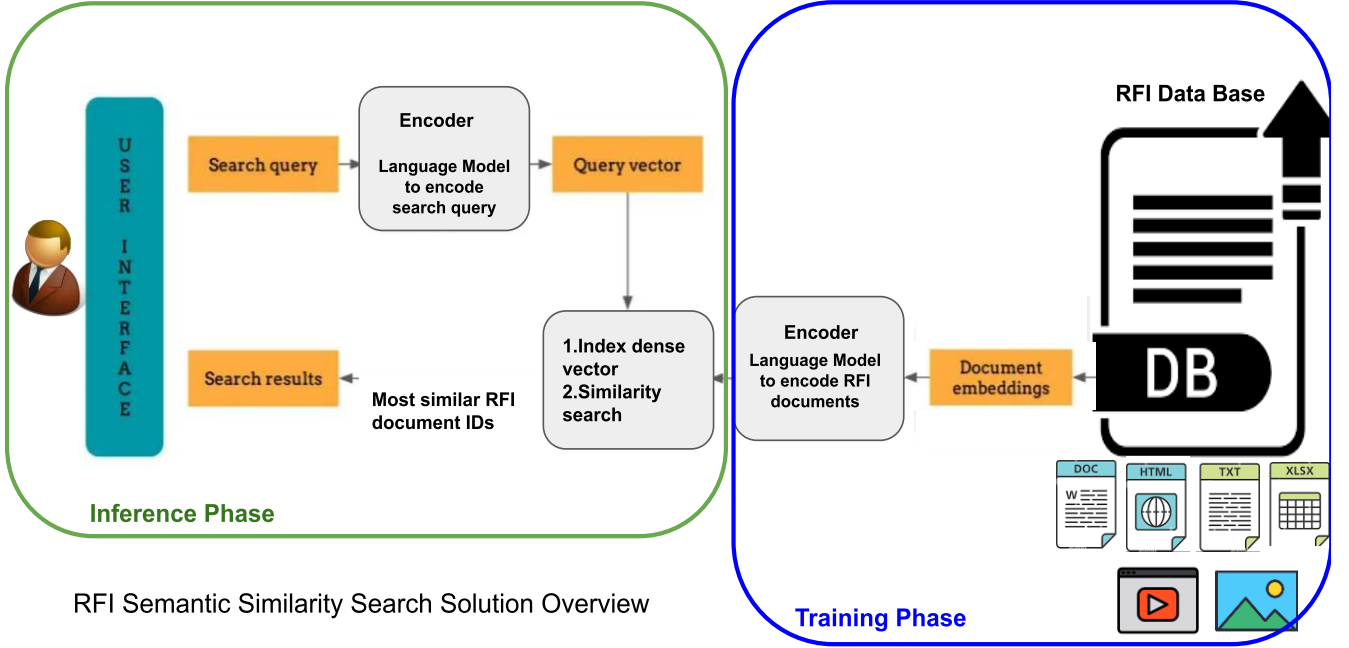 USER INTERFACE
Search query
Encoder
Language Model
to encode
search query
Query vector
Search results
Most similar RFI
document IDs
1.Index dense
vector
2.Similarity
search
Inference Phase
RFI Semantic Similarity Search Solution Overview
Encoder
Language Model
to encode RFI
documents
Document
embeddings
RFI Data Base
DB
DOC
W
HTML
TXT
XLSX
Training Phase